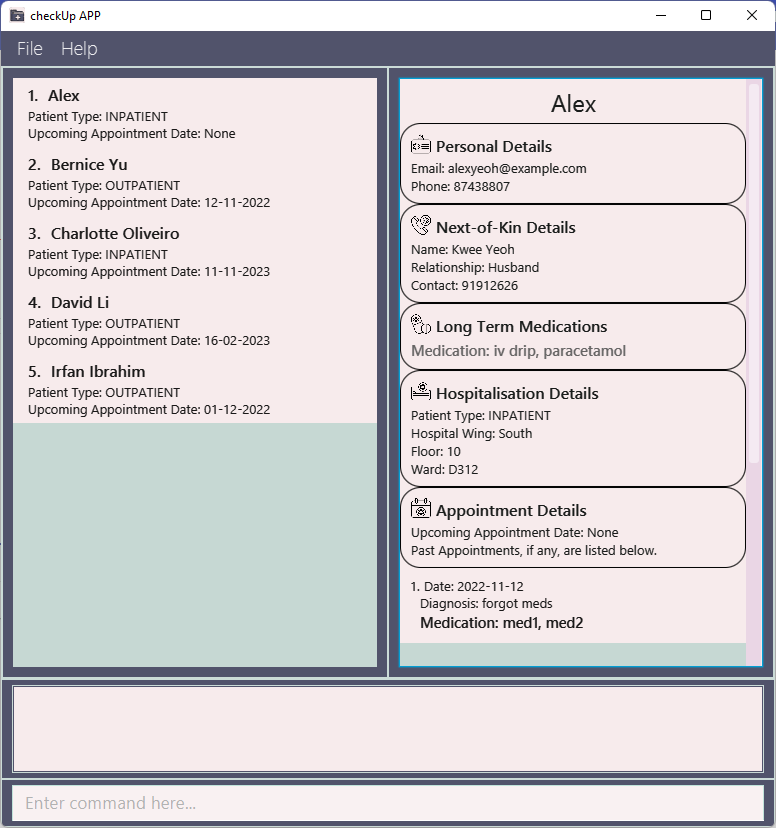 checkUp APP
File Help
1. Alex
Patient Type: INPATIENT
Upcoming Appointment Date: None
2. Bernice Yu
Patient Type: OUTPATIENT
Upcoming Appointment Date: 12-11-2022
3. Charlotte Oliveiro
Patient Type: INPATIENT
Upcoming Appointment Date: 11-11-2023
4. David Li
Patient Type: OUTPATIENT
Upcoming Appointment Date: 16-02-2023
5. Irfan Ibrahim
Patient Type: OUTPATIENT
Upcoming Appointment Date: 01-12-2022
Alex
Personal Details
Email: alexyeoh@example.com
Phone: 87438807
Next-of-Kin Details
Name: Kwee Yeoh
Relationship: Husband
Contact: 91912626
Long Term Medications
Medication: iv drip, paracetamol
Hospitalisation Details
Patient Type: INPATIENT
Hospital Wing: South
Floor: 10
Ward: D312
Appointment Details
Upcoming Appointment Date: None
Past Appointments, if any, are listed below.
1. Date: 2022-11-12
Diagnosis: forgot meds
Medication: med1, med2
Enter command here...